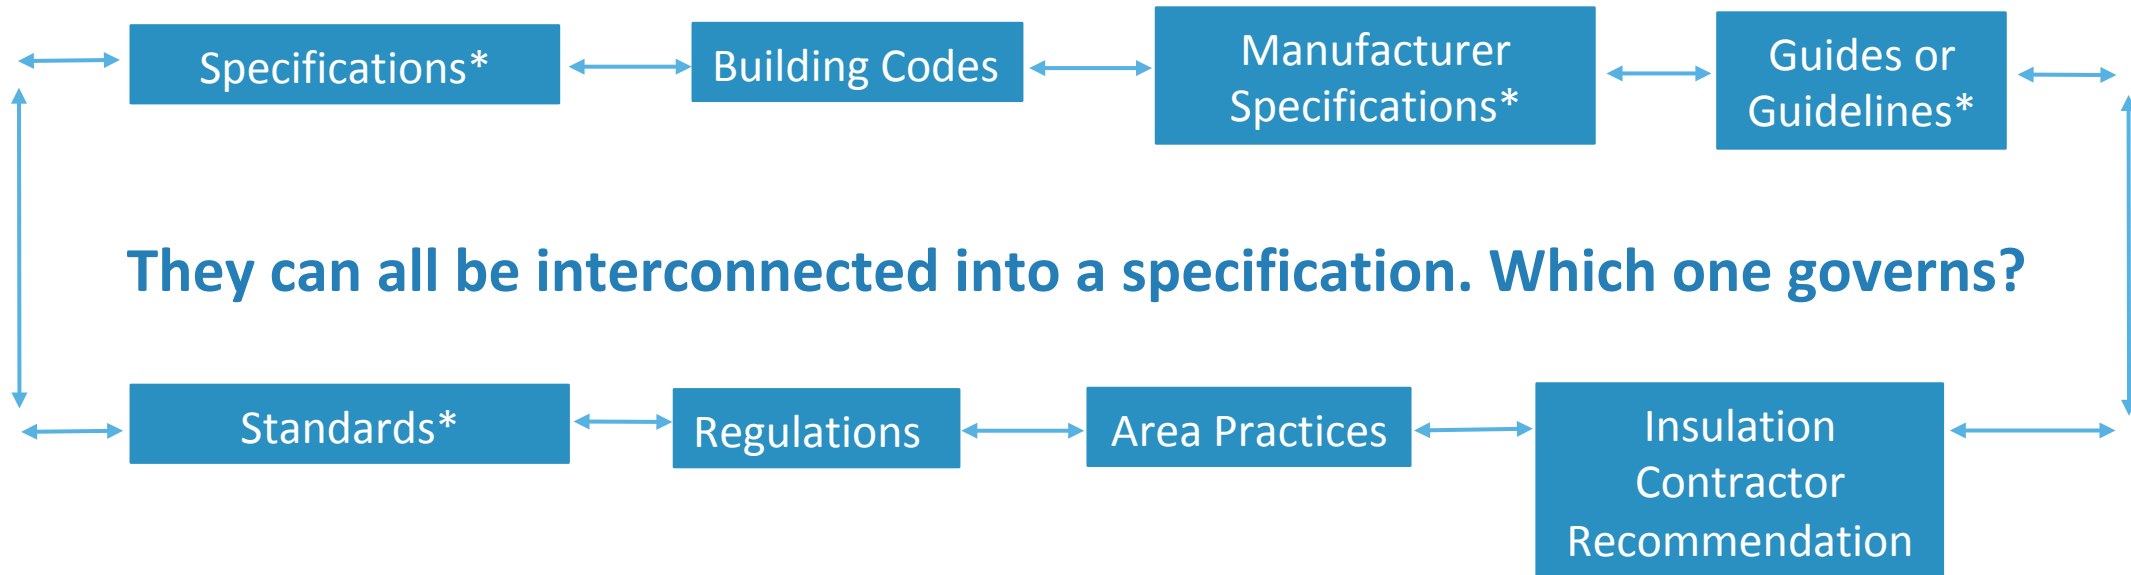 Specifications*
Building Codes
Manufacturer
Specifications*
Guides or
Guidelines*
They can all be interconnected into a specification. Which one governs?
Standards*
Regulations
Area Practices
Insulation
Contractor
Recommendation